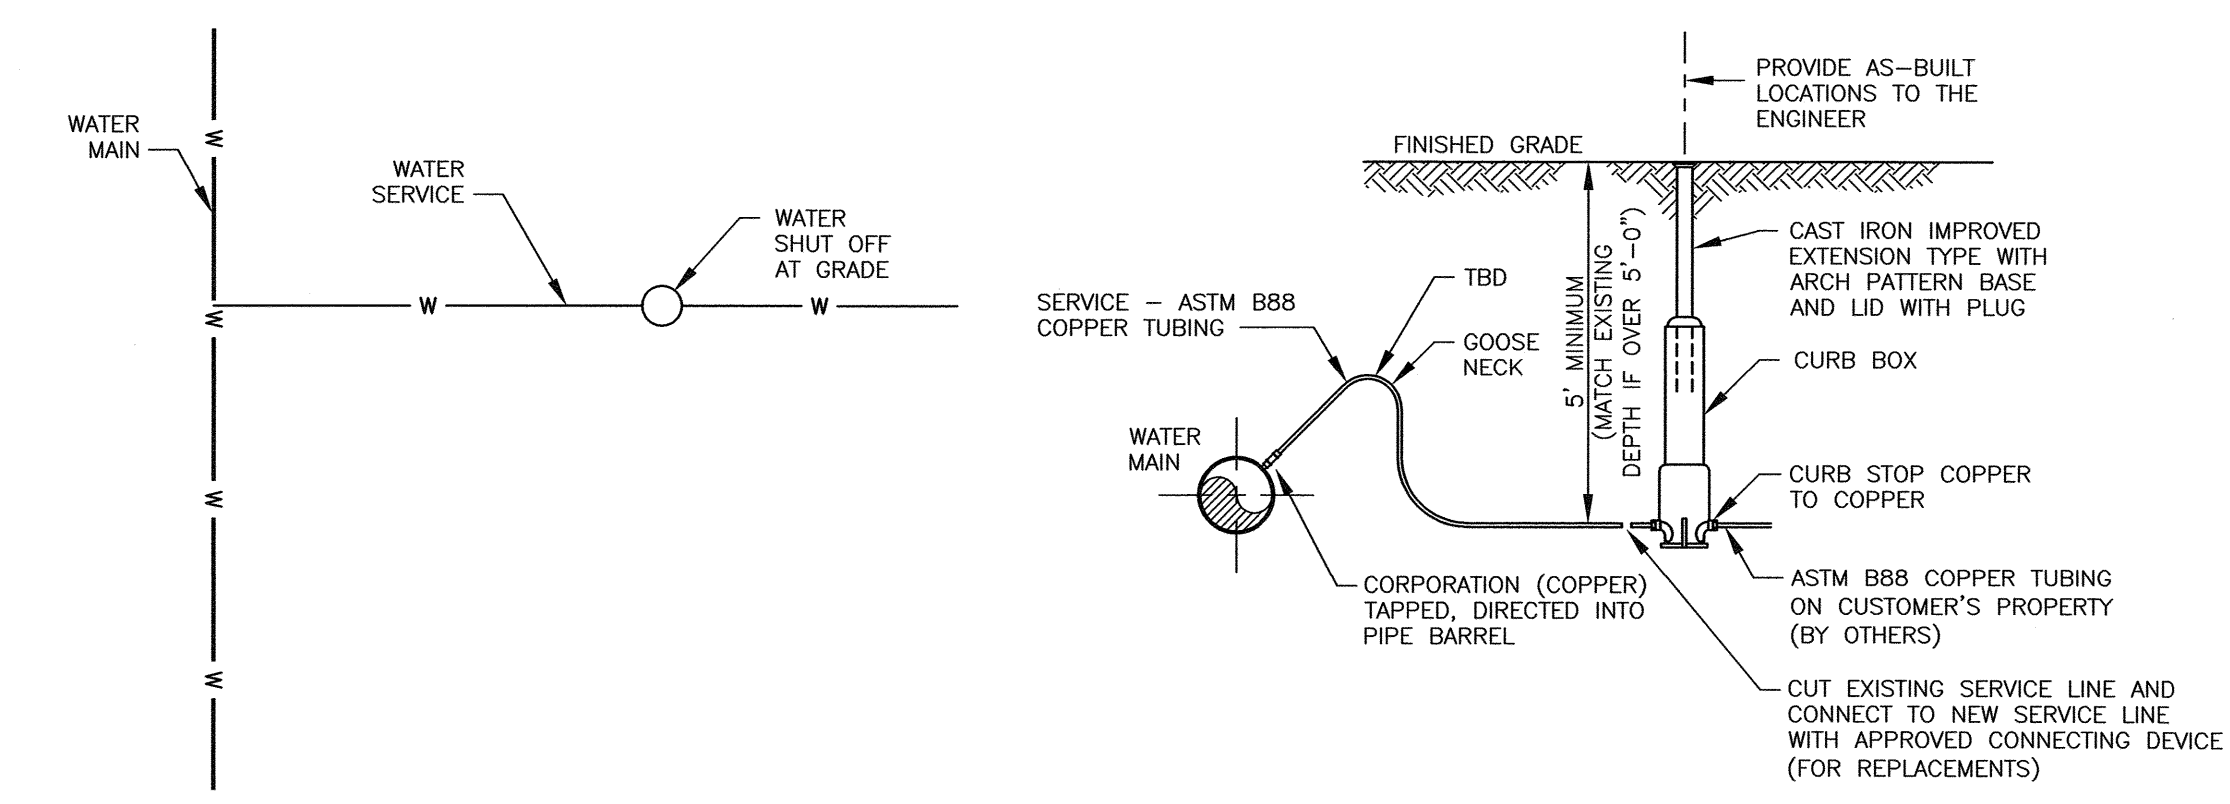 WATER
MAIN
W
W
W
W
WATER
SERVICE
W
WATER
SHUT OFF
AT GRADE
W
PROVIDE AS-BUILT
LOCATIONS TO THE
ENGINEER
FINISHED GRADE
CAST IRON IMPROVED
EXTENSION TYPE WITH
ARCH PATTERN BASE
AND LID WITH PLUG
TBD
SERVICE - ASTM B88
COPPER TUBING
GOOSE
NECK
5' MINIMUM
(MATCH EXISTING
DEPTH IF OVER 5'-0")
CURB BOX
WATER
MAIN
CURB STOP COPPER
TO COPPER
CORPORATION (COPPER)
TAPPED, DIRECTED INTO
PIPE BARREL
ASTM B88 COPPER TUBING
ON CUSTOMER'S PROPERTY
(BY OTHERS)
CUT EXISTING SERVICE LINE AND
CONNECT TO NEW SERVICE LINE
WITH APPROVED CONNECTING DEVICE
(FOR REPLACEMENTS)